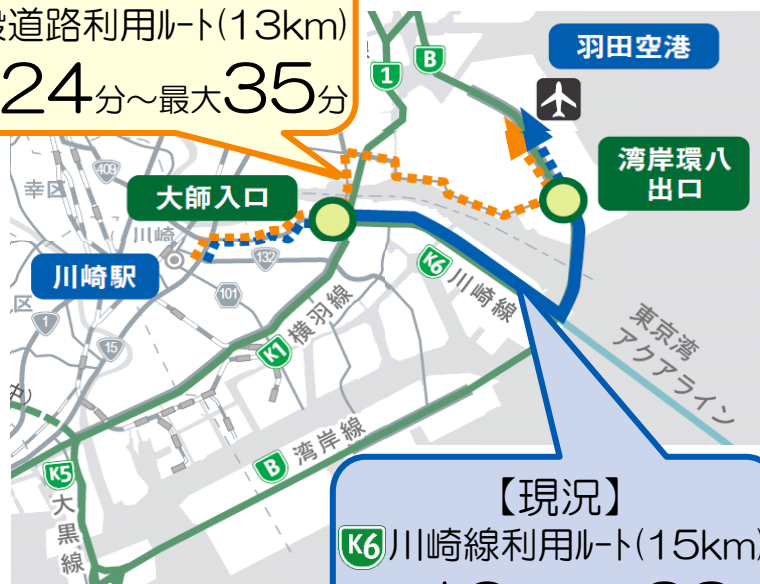 般道路利用ルート(13km)
24分～最大35分
1
B
羽田空港
湾岸環八
出口
409
幸区
大師入口
川崎
132
川崎駅
K6
川崎線
101
区
1
15
横羽線
K1
東京湾
アクアライン
B
湾岸線
K5
大黒線
【現況】
K6川崎線利用ルート(15km)